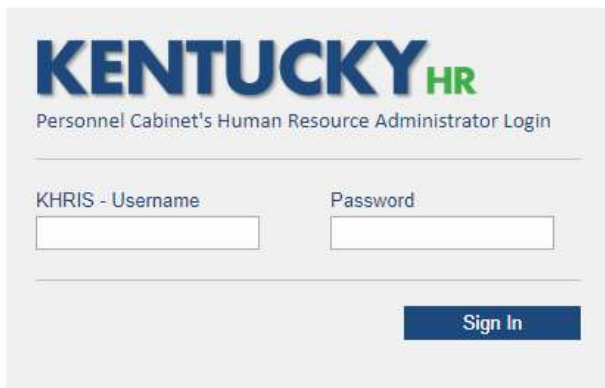 KENTUCKY HR
Personnel Cabinet's Human Resource Administrator Login
KHRIS - Username
Password
Sign In